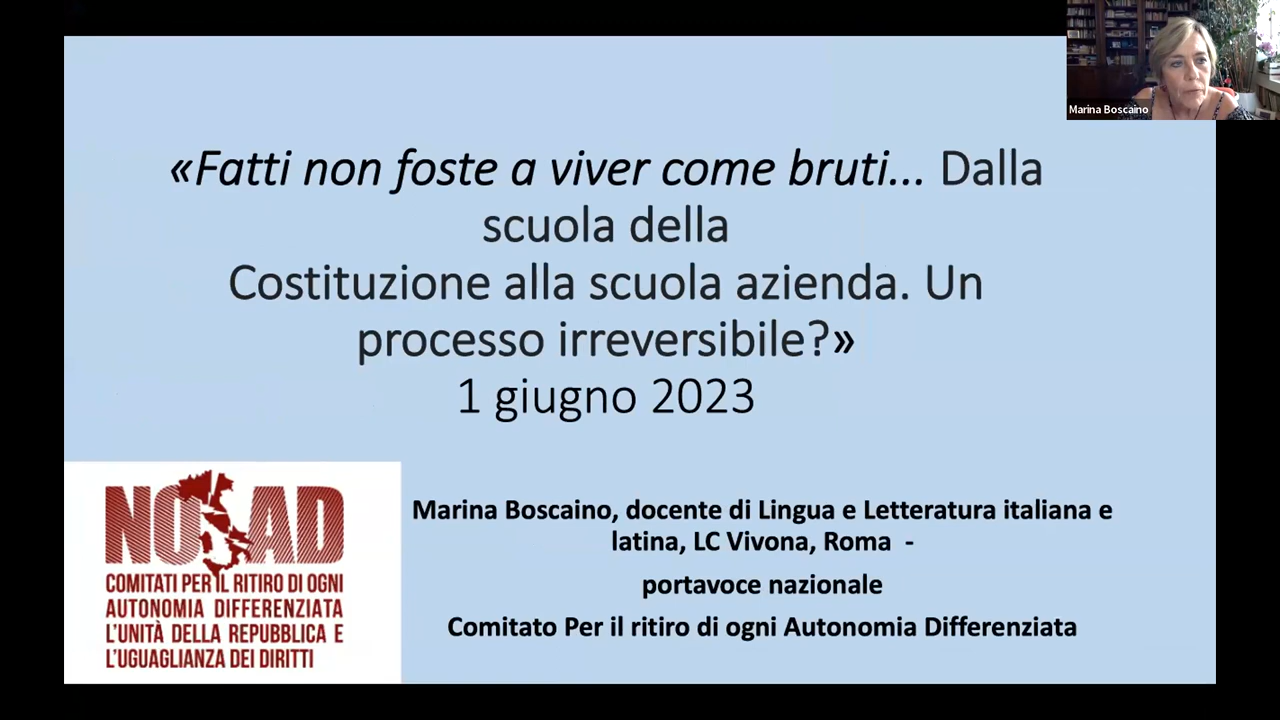 Marina Boscaino
«Fatti non foste a viver come bruti... Dalla
scuola della
Costituzione alla scuola azienda. Un
processo irreversibile?»
1 giugno 2023
NO AD
COMITATI PER IL RITIRO DI OGNI
AUTONOMIA DIFFERENZIATA
L'UNITÀ DELLA REPUBBLICA E
L'UGUAGLIANZA DEI DIRITTI
Marina Boscaino, docente di Lingua e Letteratura italiana e
latina, LC Vivona, Roma -
portavoce nazionale
Comitato Per il ritiro di ogni Autonomia Differenziata